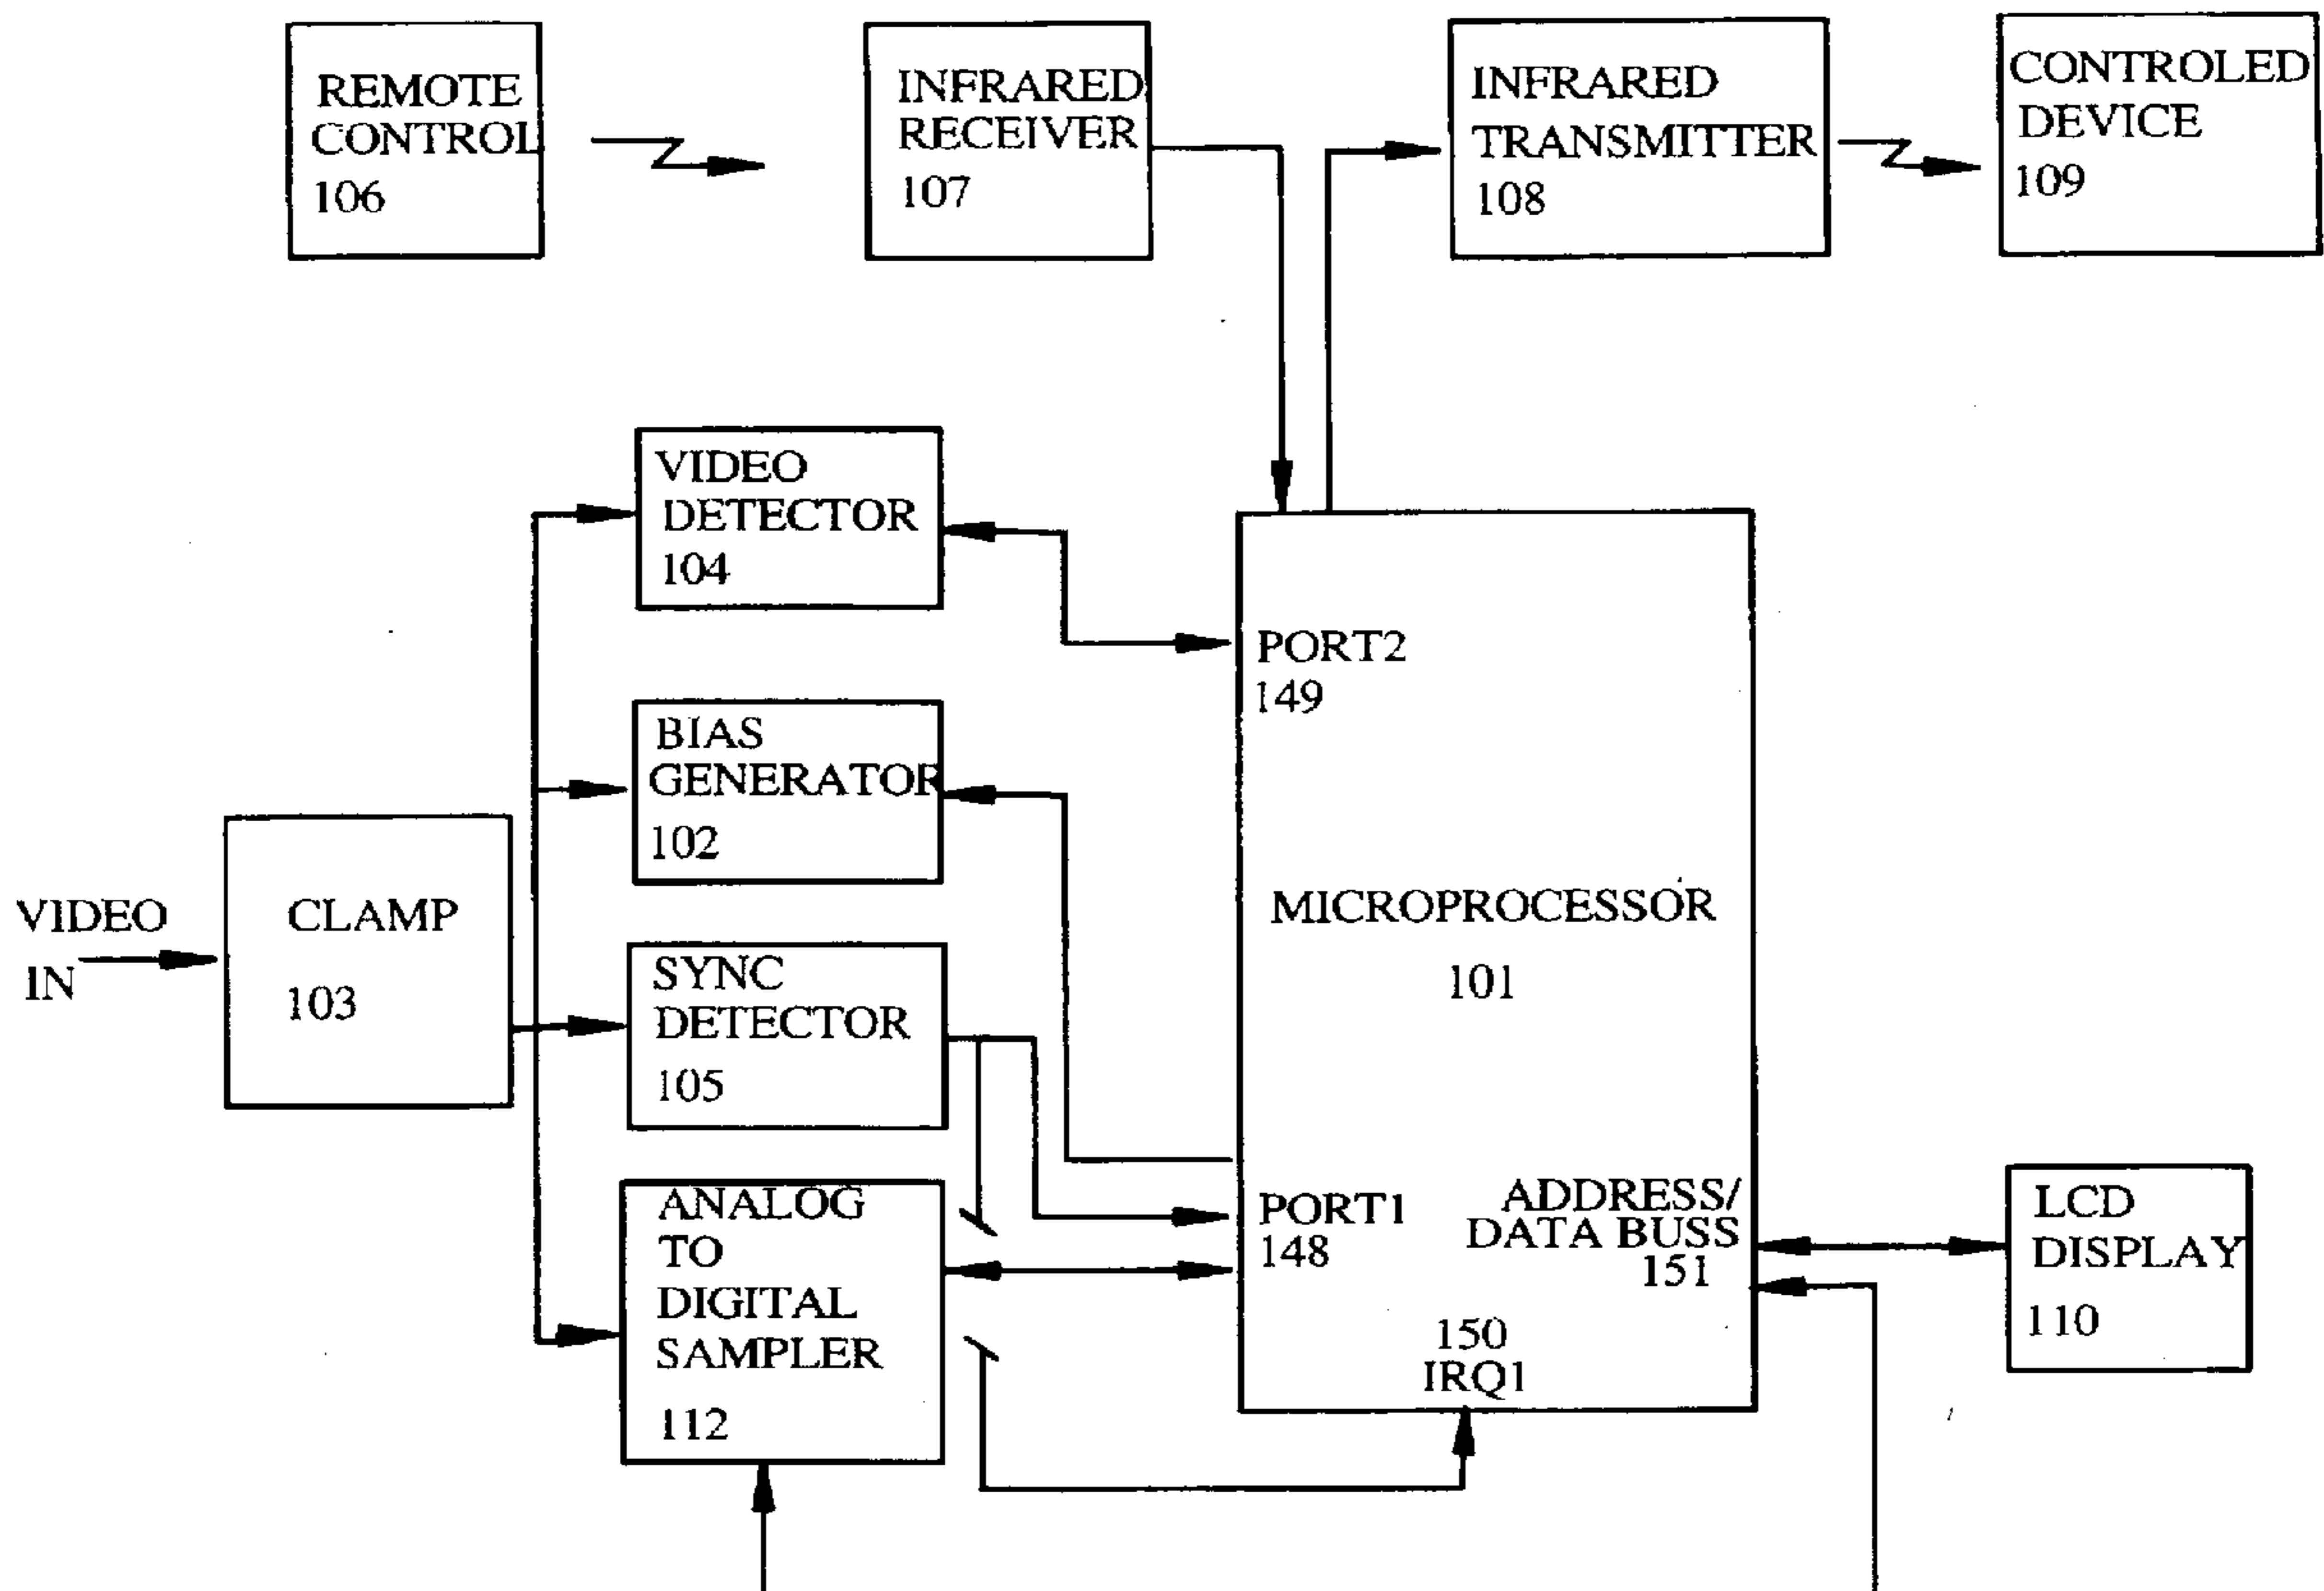 REMOTE
CONTROL
106
INFRARED
RECEIVER
107
INFRARED
TRANSMITTER
108
CONTROLED
DEVICE
109
VIDEO
DETECTOR
104
PORT2
149
BIAS
GENERATOR
102
VIDEO
IN
CLAMP
103
MICROPROCESSOR
101
SYNC
DETECTOR
105
ANALOG
TO
DIGITAL
SAMPLER
112
PORT1
148
ADDRESS/
DATA BUSS
151
150
IRQ1
LCD
DISPLAY
110